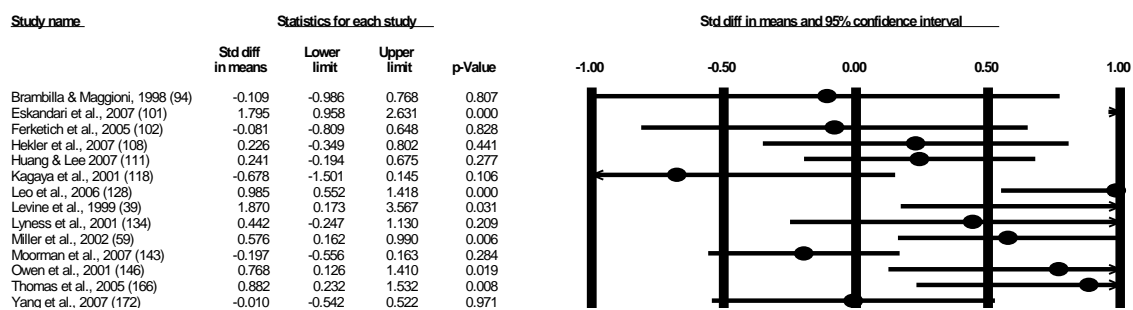 Study name Statistics for each study Std diff in means and 95% confidence interval
Std diff Lower Upper
in means limit limit p-Value
-1.00 -0.50 0.00 0.50 1.00
Brambilla & Maggioni, 1998 (94) -0.109 -0.986 0.768 0.807
Eskandari et al., 2007 (101) 1.795 0.958 2.631 0.000
Ferketich et al., 2005 (102) -0.081 -0.809 0.648 0.828
Hekler et al., 2007 (108) 0.226 -0.349 0.802 0.441
Huang & Lee 2007 (111) 0.241 -0.194 0.675 0.277
Kagaya et al., 2001 (118) -0.678 -1.501 0.145 0.106
Leo et al., 2006 (128) 0.985 0.552 1.418 0.000
Levine et al., 1999 (39) 1.870 0.173 3.567 0.031
Lyness et al., 2001 (134) 0.442 -0.247 1.130 0.209
Miller et al., 2002 (59) 0.576 0.162 0.990 0.006
Moorman et al., 2007 (143) -0.197 -0.556 0.163 0.284
Owen et al., 2001 (146) 0.768 0.126 1.410 0.019
Thomas et al., 2005 (166) 0.882 0.232 1.532 0.008
Yang et al., 2007 (172) -0.010 -0.542 0.522 0.971